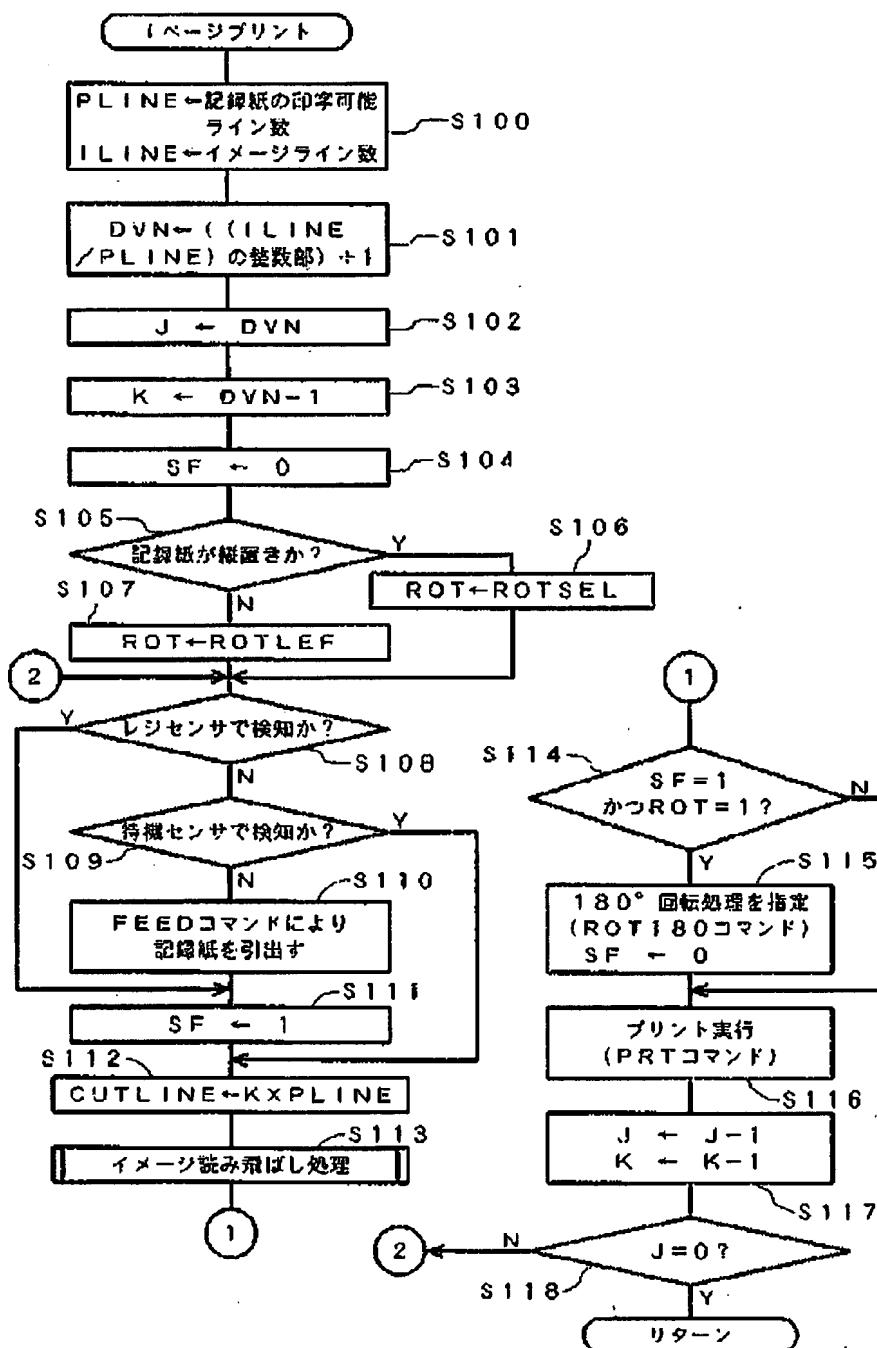 1ページプリント
PLINE←記録紙の印字可能
ライン数
ILINE←イメージライン数
S100
DVN←((ILINE
/PLINE)の整数部)+1
S101
J ← DVN
S102
K ← DVN-1
S103
SF ← 0
S104
S105
記録紙が縦置きか?
Y
N
S106
ROT←ROTSEL
S107
ROT←ROTLEF
2
レジセンサで検知か?
Y
S108
N
待機センサで検知か?
Y
S109
N
S110
FEEDコマンドにより
記録紙を引出す
S111
SF ← 1
S112
CUTLINE←K×PLINE
S113
イメージ読み飛ばし処理
1
1
S114
SF=1
かつROT=1?
N
Y
S115
180°回転処理を指定
(ROT180コマンド)
SF ← 0
プリント実行
(PRTコマンド)
S116
J ← J-1
K ← K-1
S117
2
N
J=0?
S118
Y
リターン